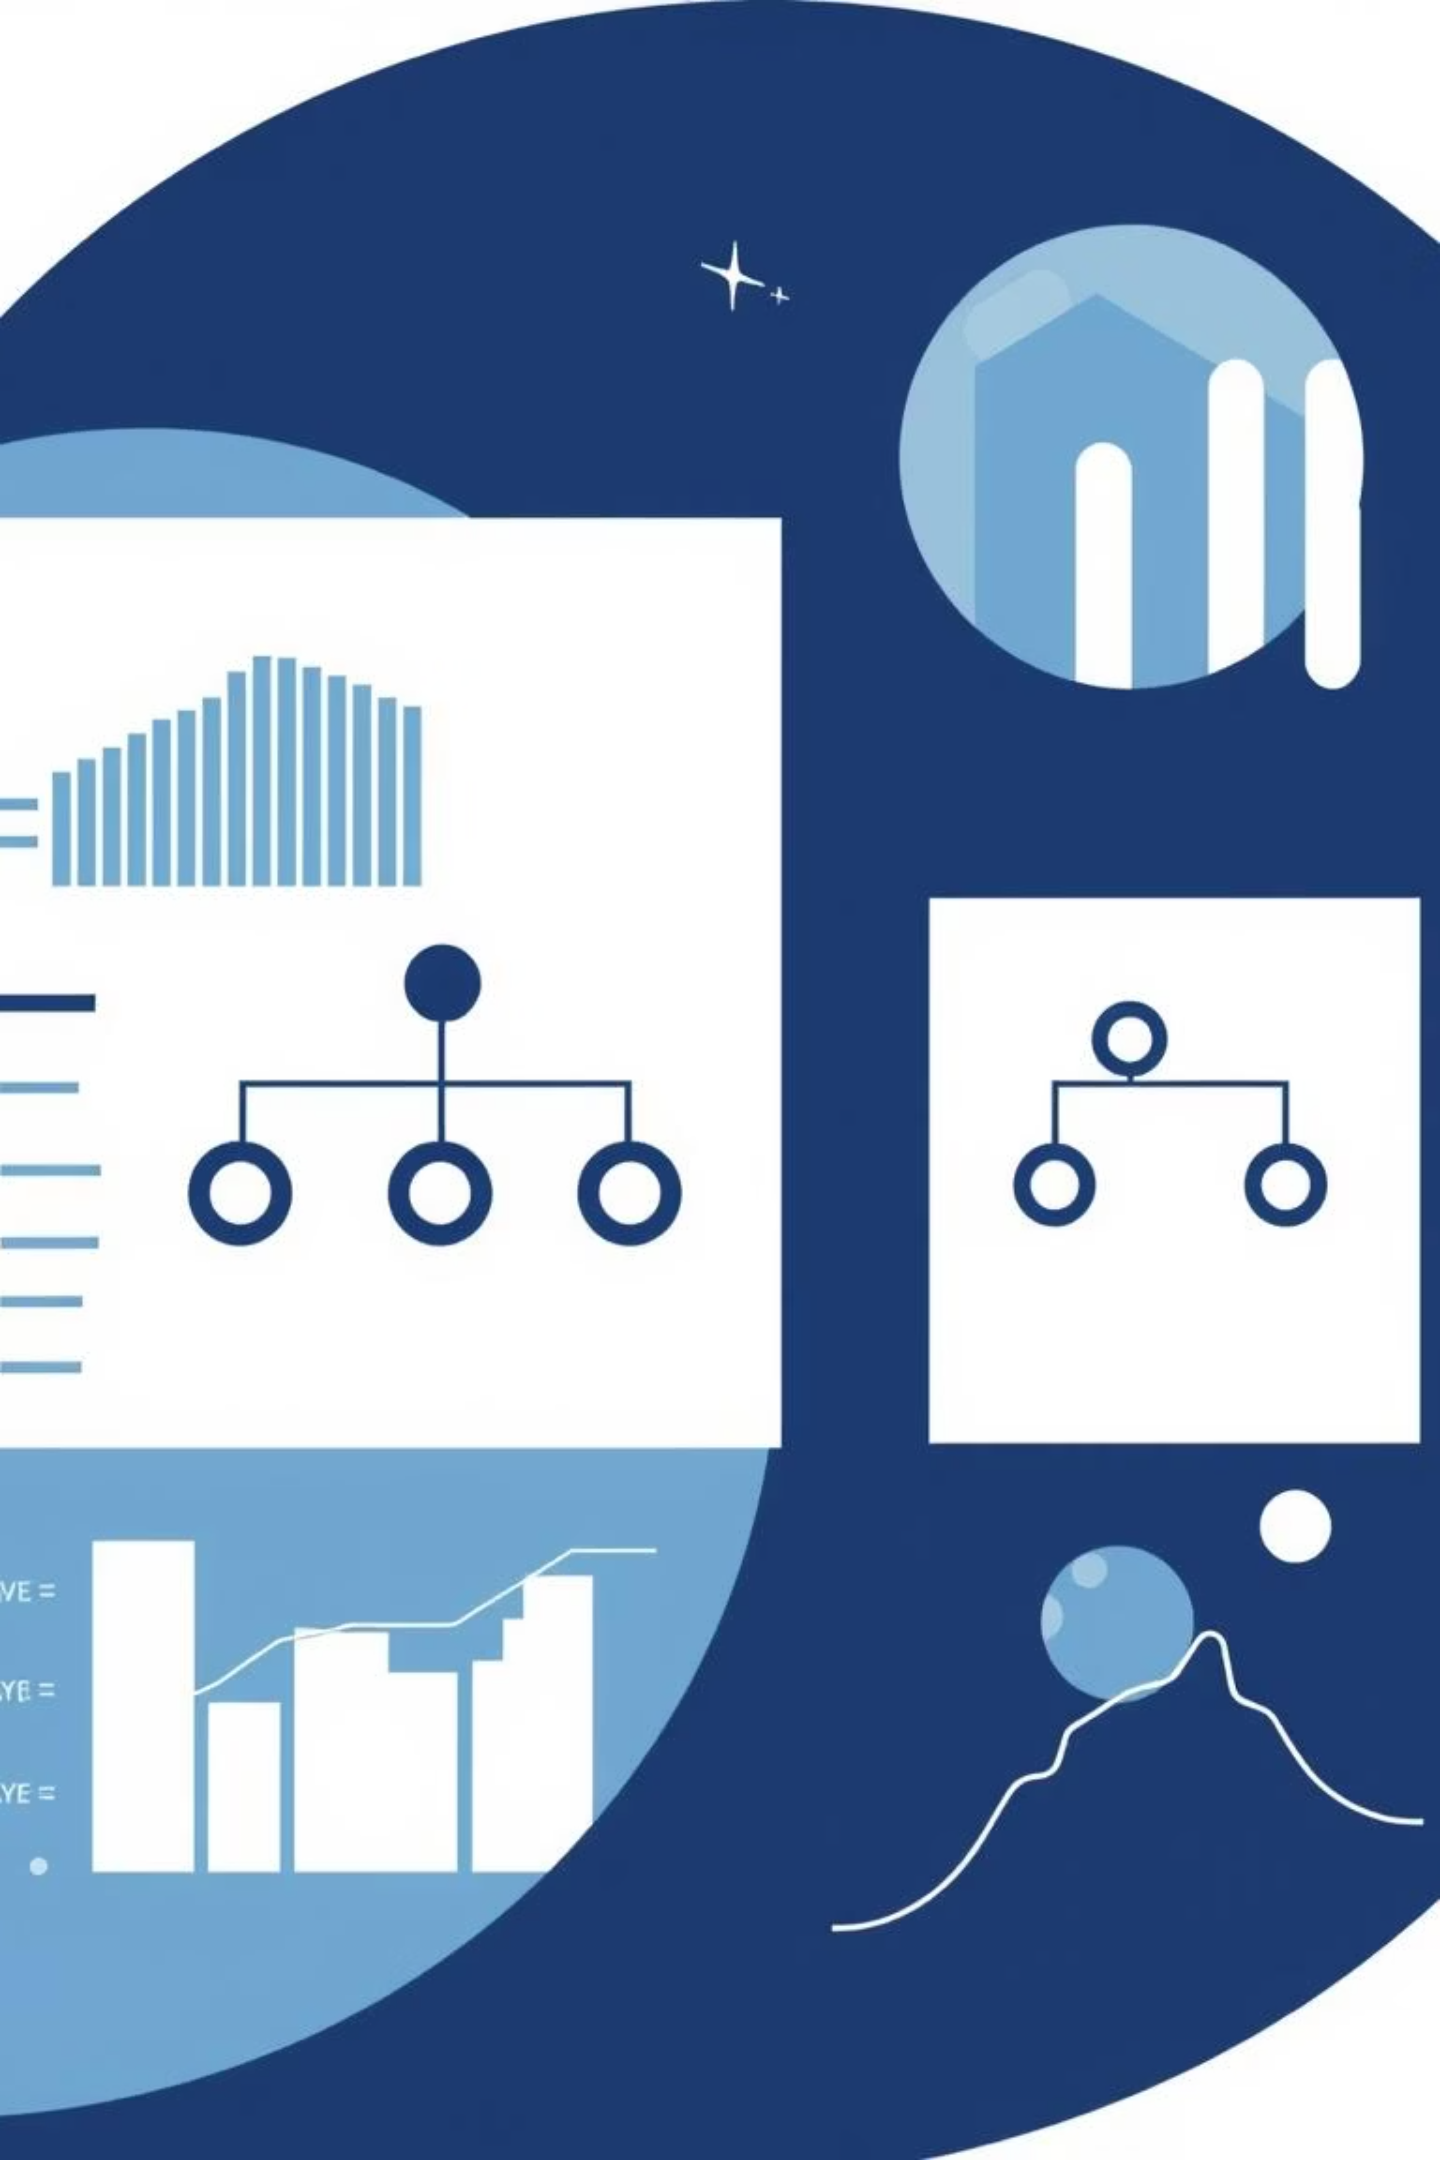 VE =
YE =
YE =